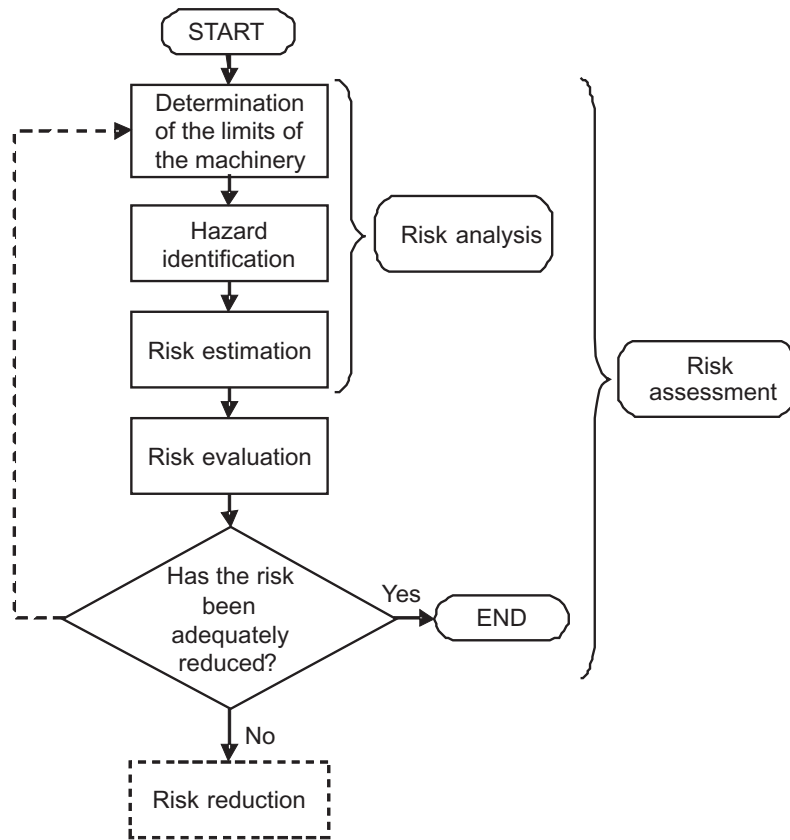 START
Determination
of the limits of
the machinery
Hazard
identification
Risk analysis
Risk estimation
Risk
assessment
Risk evaluation
Has the risk
been
adequately
reduced?
Yes
END
No
Risk reduction